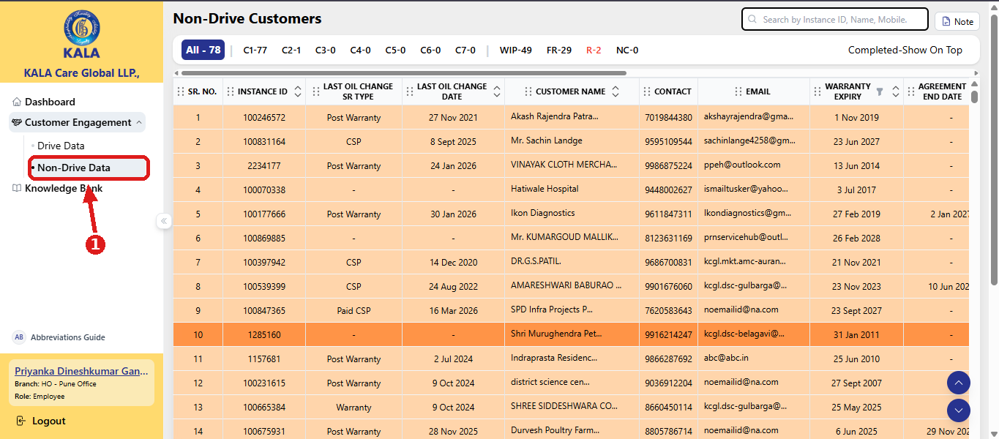 KALA
KALA Care Global LLP.,
Dashboard
Customer Engagement
Drive Data
Non-Drive Data
Knowledge Bank
1
AB Abbreviations Guide
Priyanka Dineshkumar Gan...
Branch: HO - Pune Office
Role: Employee
Logout
Non-Drive Customers
Search by Instance ID, Name, Mobile.
Note
All - 78 | C1-77 C2-1 C3-0 C4-0 C5-0 C6-0 C7-0 | WIP-49 FR-29 R-2 NC-0 Completed-Show On Top
SR. NO. INSTANCE ID LAST OIL CHANGE SR TYPE LAST OIL CHANGE DATE CUSTOMER NAME CONTACT EMAIL WARRANTY EXPIRY AGREEMENT END DATE
1 100246572 Post Warranty 27 Nov 2021 Akash Rajendra Patra... 7019844380 akshayrajendra@gma... 1 Nov 2019 -
2 100831164 CSP 8 Sept 2025 Mr. Sachin Landge 9595109544 sachinlange4258@gm... 23 Jun 2027 -
3 2234177 Post Warranty 24 Jan 2026 VINAYAK CLOTH MERCHA... 9986875224 ppeh@outlook.com 13 Jun 2014 -
4 100070338 - - Hatiwale Hospital 9448002627 ismailtusker@yahoo... 3 Jul 2017 -
5 100177666 Post Warranty 30 Jan 2026 Ikon Diagnostics 9611847311 Ikondiagnostics@gm... 27 Feb 2019 2 Jan 2027
6 100869885 - - Mr. KUMARGOUD MALLIK... 8123631169 prnservicehub@outl... 26 Feb 2028 -
7 100397942 CSP 14 Dec 2020 DR.G.S.PATIL. 9686700831 kcgl.mkt.amc-auran... 21 Nov 2021 -
8 100539399 CSP 24 Aug 2022 AMARESHWARI BABURAO ... 9901676060 kcgl.dsc-gulbarga@... 23 Nov 2023 10 Jun 202
9 100847365 Paid CSP 16 Mar 2026 SPD Infra Projects P... 7620583643 noemailid@na.com 23 Sept 2027 -
10 1285160 - - Shri Murughendra Pet... 9916214247 kcgl.dsc-belagavi@... 31 Jan 2011 -
11 1157681 Post Warranty 2 Jul 2024 Indraprasta Residenc... 9866287692 abc@abc.in 25 Jun 2010 -
12 100231615 Post Warranty 9 Oct 2024 district science cen... 9036912204 noemailid@na.com 27 Sept 2007
13 100665384 Warranty 9 Oct 2024 SHREE SIDDESHWARA CO... 8660450114 kcgl.dsc-gulbarga@... 25 May 2025
14 100675931 Post Warranty 28 Nov 2025 Durvesh Poultry Farm... 8805786714 noemailid@na.com 6 Jun 2025 29 Nov 202